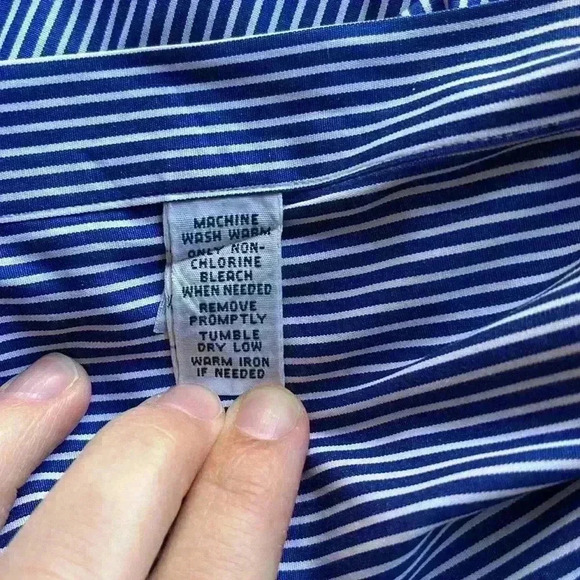 MACHINE
WASH WARM
ONLY NON-
CHLORINE
BLEACH
WHEN NEEDED
REMOVE
PROMPTLY
TUMBLE
DRY LOW
WARM IRON
IF NEEDED